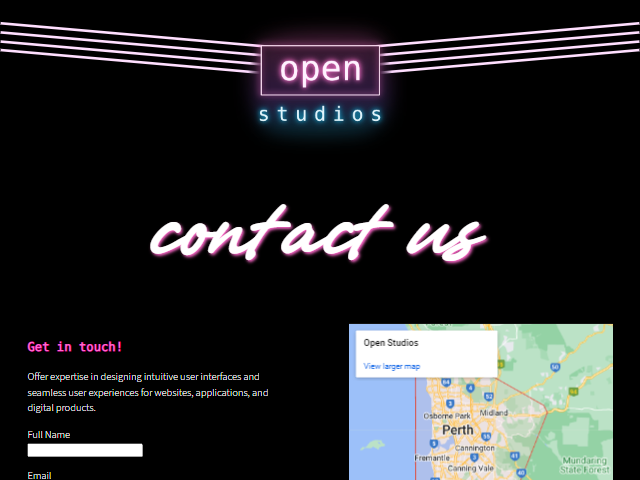 open
studios
contact us
Get in touch!
Offer expertise in designing intuitive user interfaces and
seamless user experiences for websites, applications, and
digital products.
Full Name
Email
Open Studios
View larger map
Osborne Park
Midland
Perth
Cannington
Fremantle
Canning Vale
Mundaring
State Forest